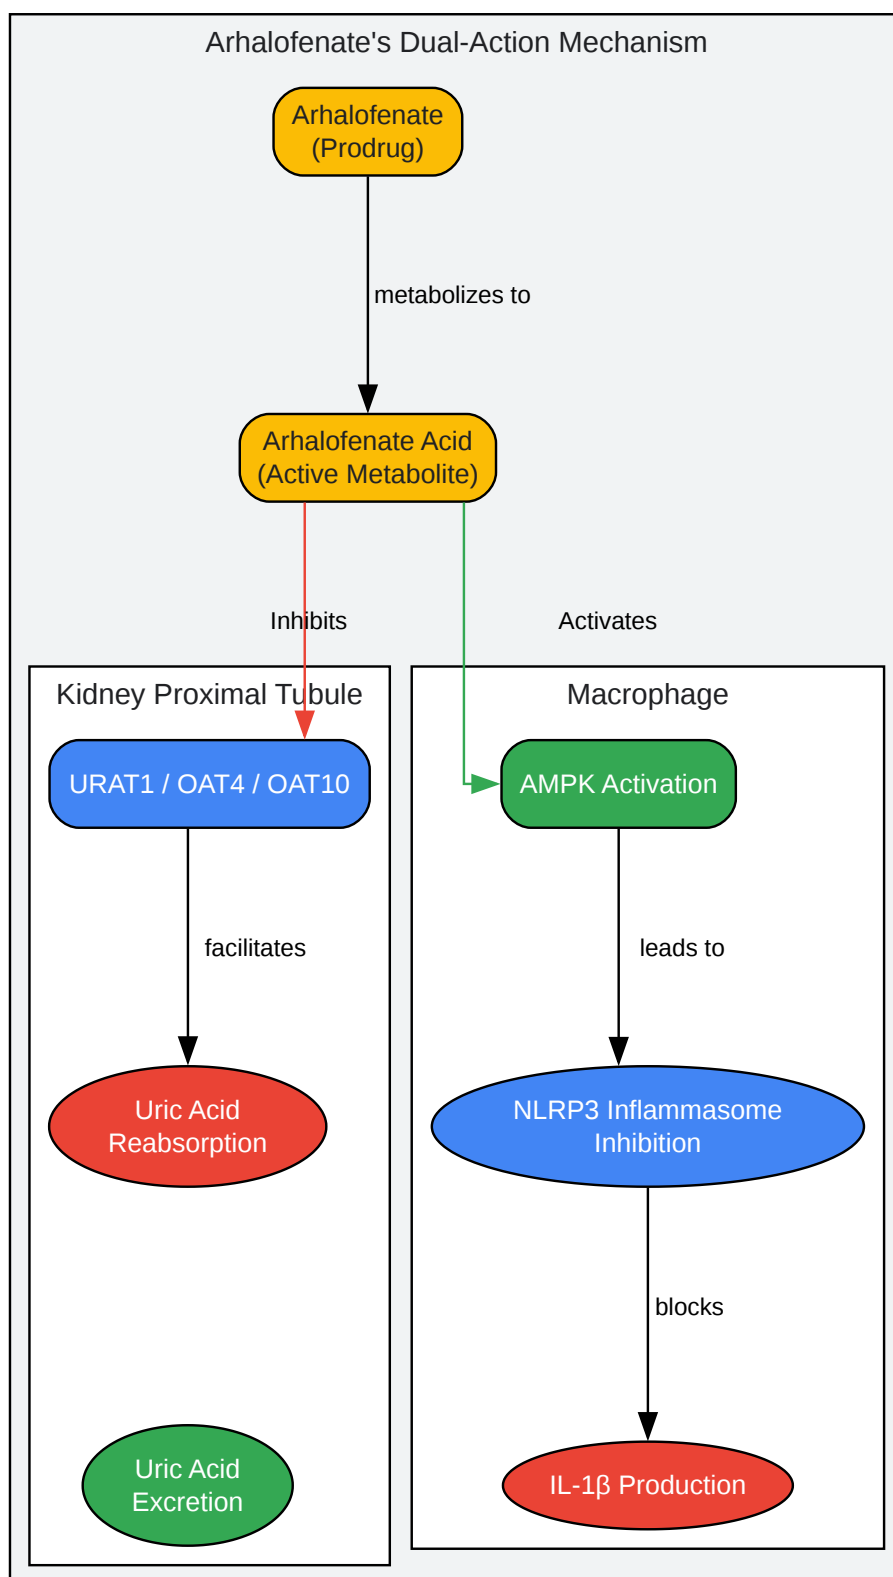 Arhalofenate's Dual-Action Mechanism
Arhalofenate
(Prodrug)
metabolizes to
Arhalofenate Acid
(Active Metabolite)
Inhibits
Activates
Kidney Proximal Tubule
URAT1 / OAT4 / OAT10
facilitates
Uric Acid
Reabsorption
Uric Acid
Excretion
Macrophage
AMPK Activation
leads to
NLRP3 Inflammasome
Inhibition
blocks
IL-1β Production